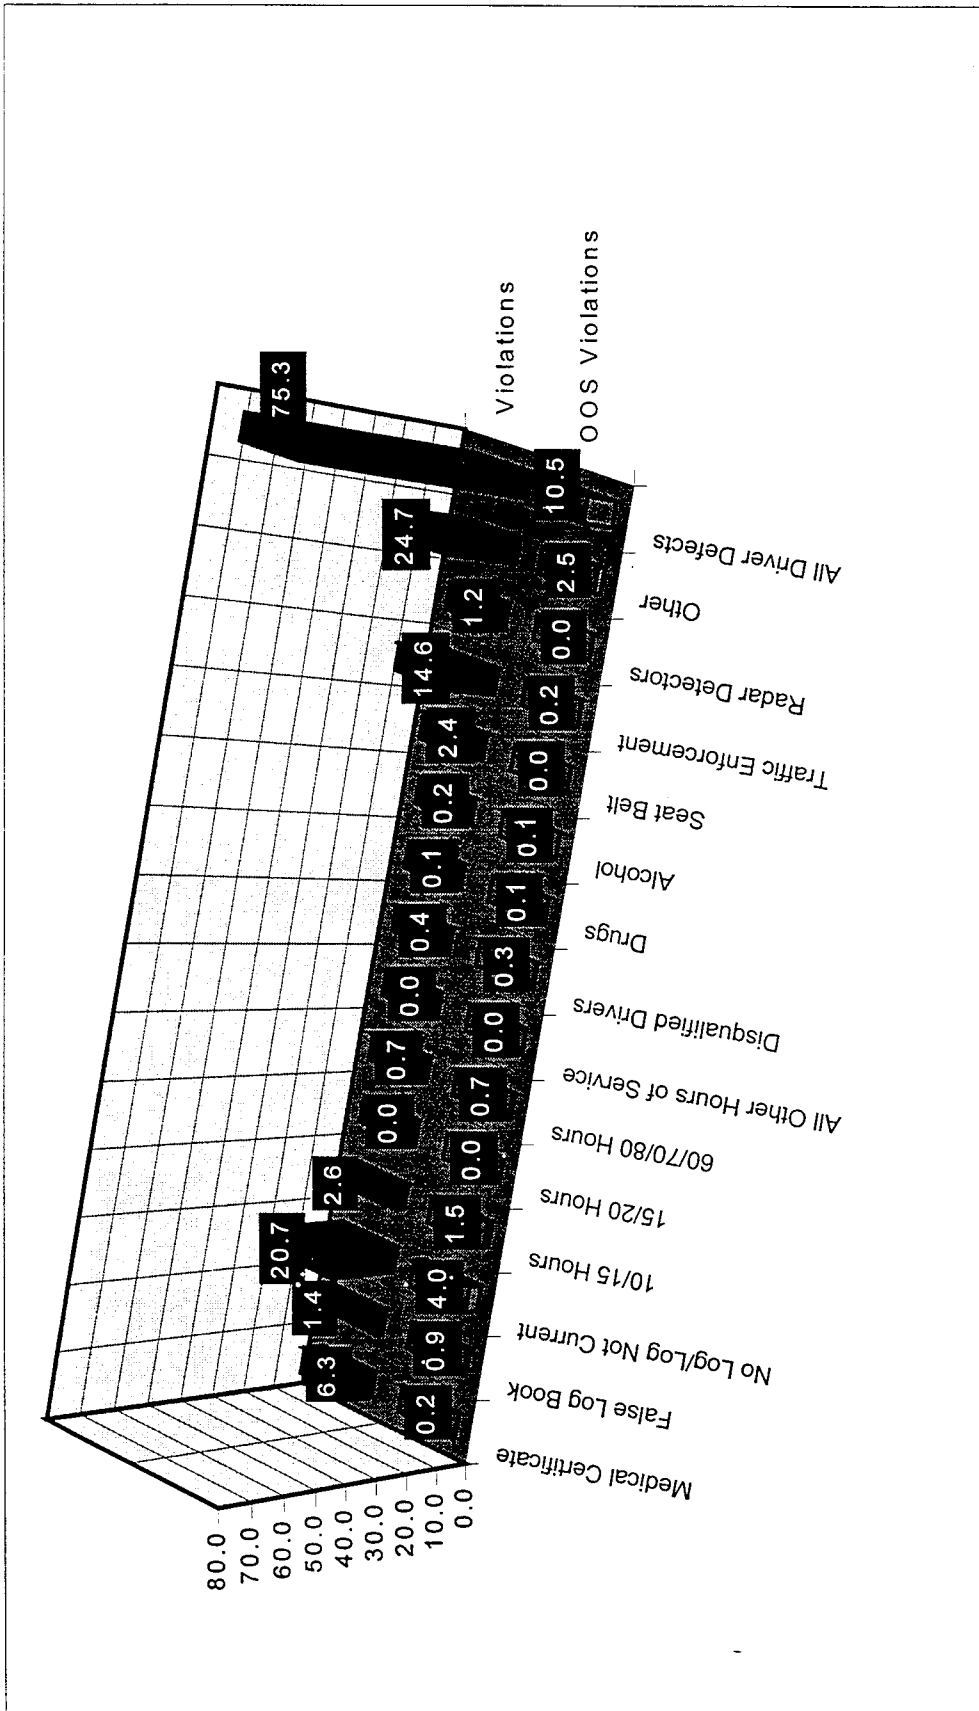 80.0
70.0
60.0
50.0
40.0
30.0
20.0
10.0
0.0
6.3
1.4
20.7
2.6
0.0
0.7
0.0
0.4
0.1
0.2
2.4
14.6
1.2
24.7
75.3
Violations
0.2
0.9
4.0
1.5
0.0
0.7
0.0
0.3
0.1
0.1
0.0
0.2
0.0
2.5
10.5
OOS Violations
Medical Certificate
False Log Book
No Log/Log Not Current
10/15 Hours
15/20 Hours
60/70/80 Hours
All Other Hours of Service
Disqualified Drivers
Drugs
Alcohol
Seat Belt
Traffic Enforcement
Radar Detectors
Other
All Driver Defects